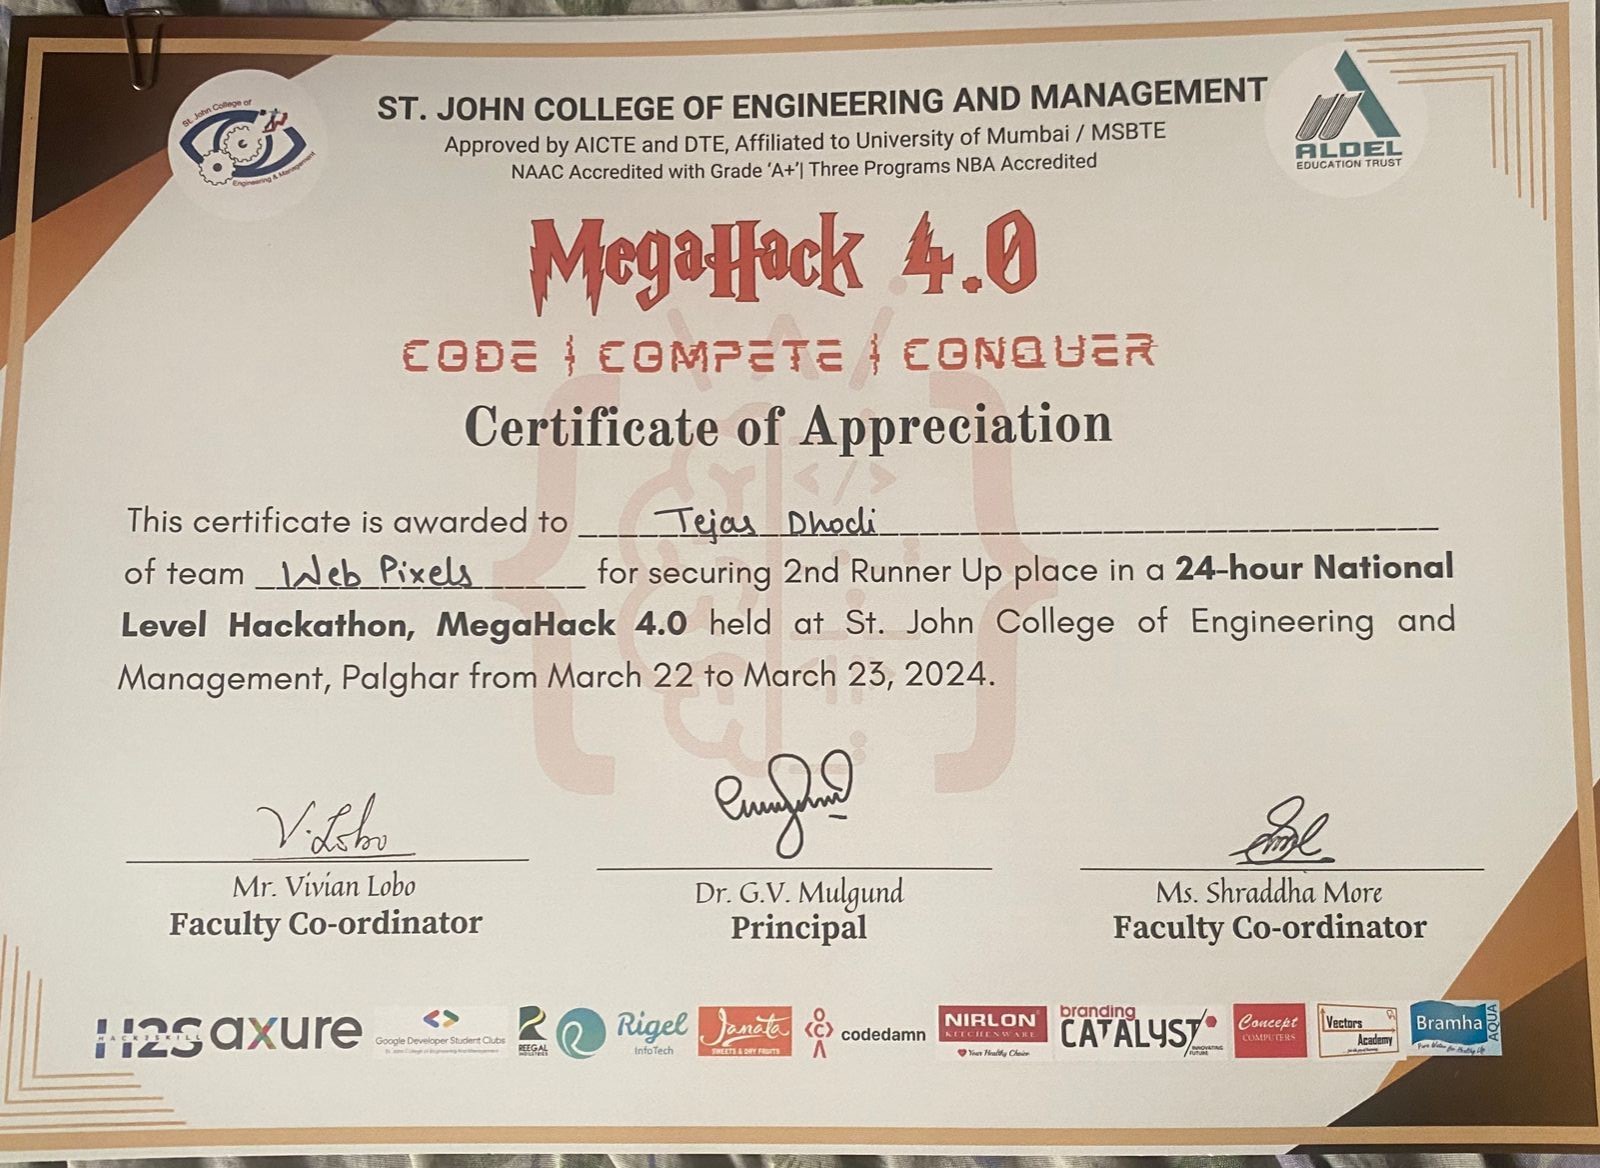 St. John College of
Engineering & Management
ST. JOHN COLLEGE OF ENGINEERING AND MANAGEMENT
Approved by AICTE and DTE, Affiliated to University of Mumbai / MSBTE
NAAC Accredited with Grade ‘A+’| Three Programs NBA Accredited
ALDEL
EDUCATION TRUST
MegaHack 4.0
CODE | COMPETE | CONQUER
Certificate of Appreciation
This certificate is awarded to Tejas Dhodi
of team Web Pixels for securing 2nd Runner Up place in a 24-hour National
Level Hackathon, MegaHack 4.0 held at St. John College of Engineering and
Management, Palghar from March 22 to March 23, 2024.
V. Lobo
Mr. Vivian Lobo
Faculty Co-ordinator
Dr. G.V. Mulgund
Principal
Ms. Shraddha More
Faculty Co-ordinator
H2S
HACK2SKILL
axure
Google Developer Student Clubs
St. John College of Engineering and Management
REEGAL
INDUSTRIES
Rigel
InfoTech
Janata
SWEETS & DRY FRUITS
codedamn
NIRLON
KITCHENWARE
Your Healthy Choice
branding
CATALYST
INNOVATING
FUTURE
Concept
COMPUTERS
Vectors
Academy
Bramha
AQUA
Pure Water for Healthy Life